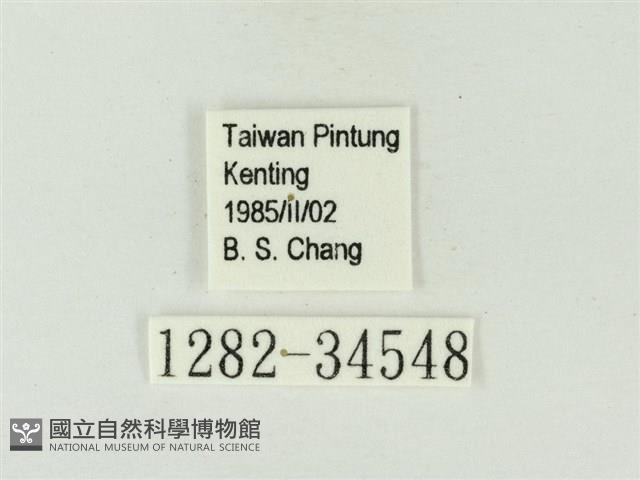 Taiwan Pintung
Kenting
1985/II/02
B. S. Chang
1282-34548
國立自然科學博物館
NATIONAL MUSEUM OF NATURAL SCIENCE